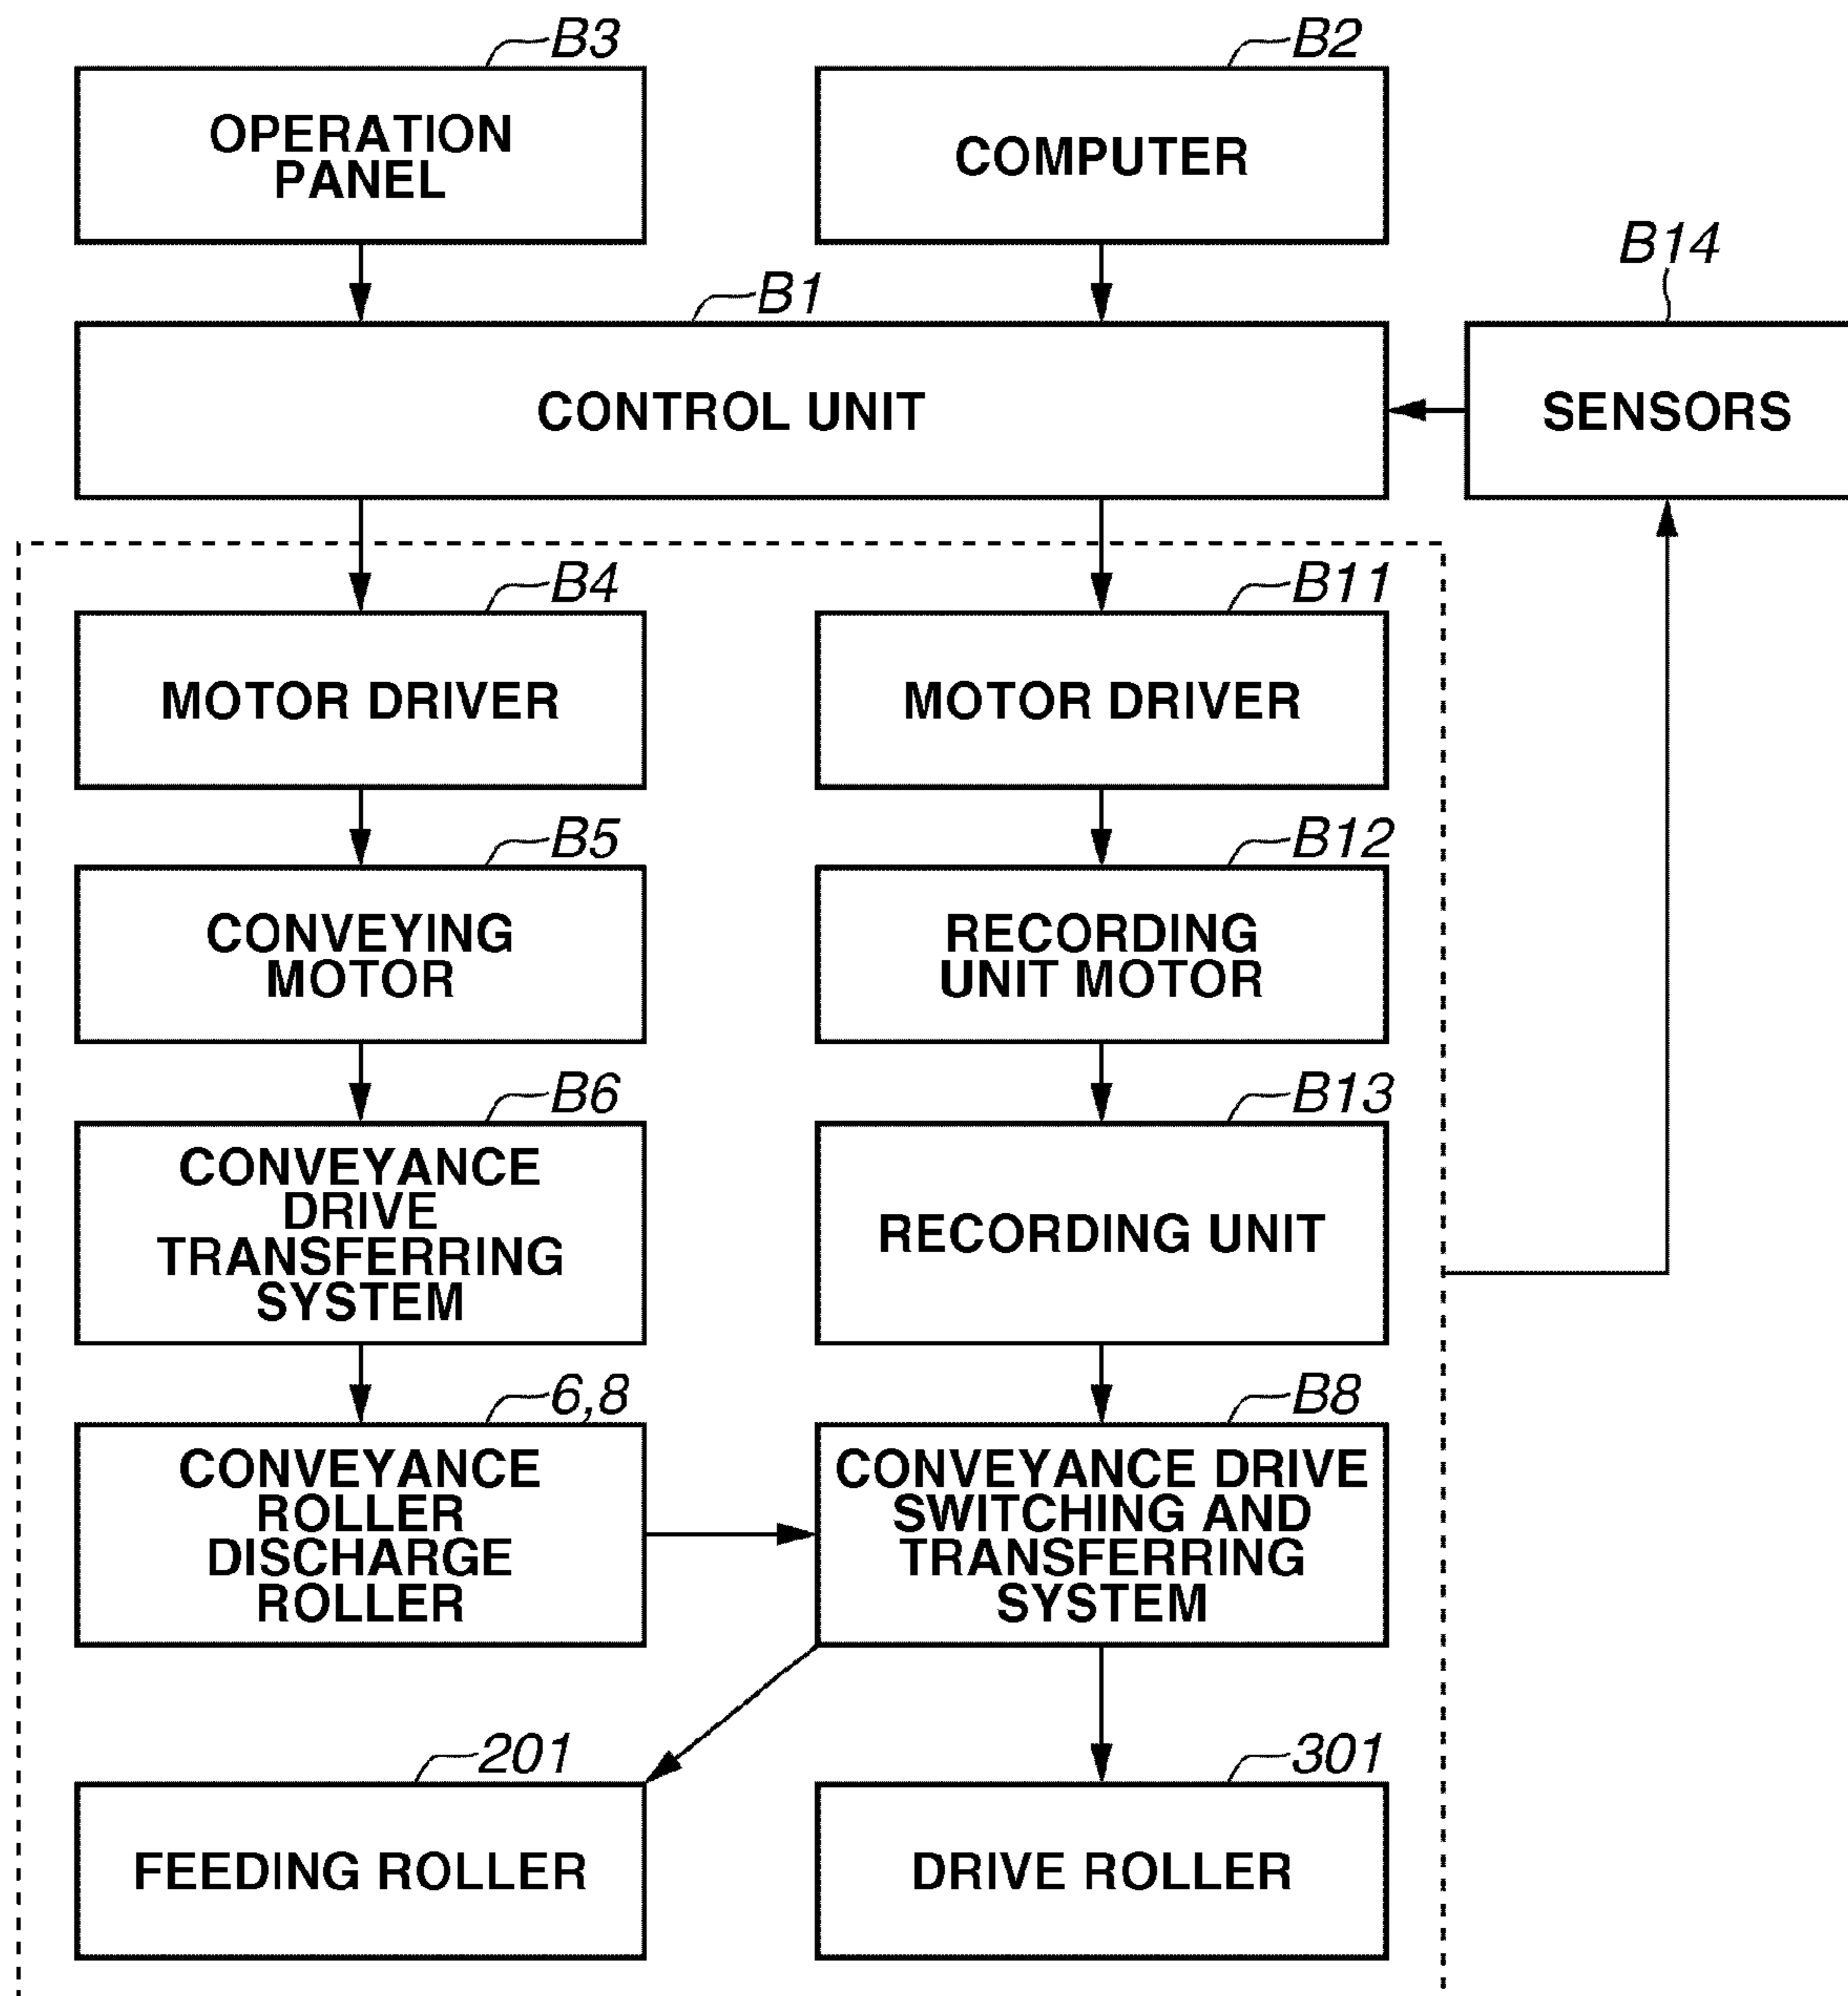 B3
B2
OPERATION
PANEL
COMPUTER
B14
B1
CONTROL UNIT
SENSORS
B4
B11
MOTOR DRIVER
MOTOR DRIVER
B5
B12
CONVEYING
MOTOR
RECORDING
UNIT MOTOR
B6
B13
CONVEYANCE
DRIVE
TRANSFERRING
SYSTEM
RECORDING UNIT
6,8
B8
CONVEYANCE
ROLLER
DISCHARGE
ROLLER
CONVEYANCE DRIVE
SWITCHING AND
TRANSFERRING
SYSTEM
201
301
FEEDING ROLLER
DRIVE ROLLER